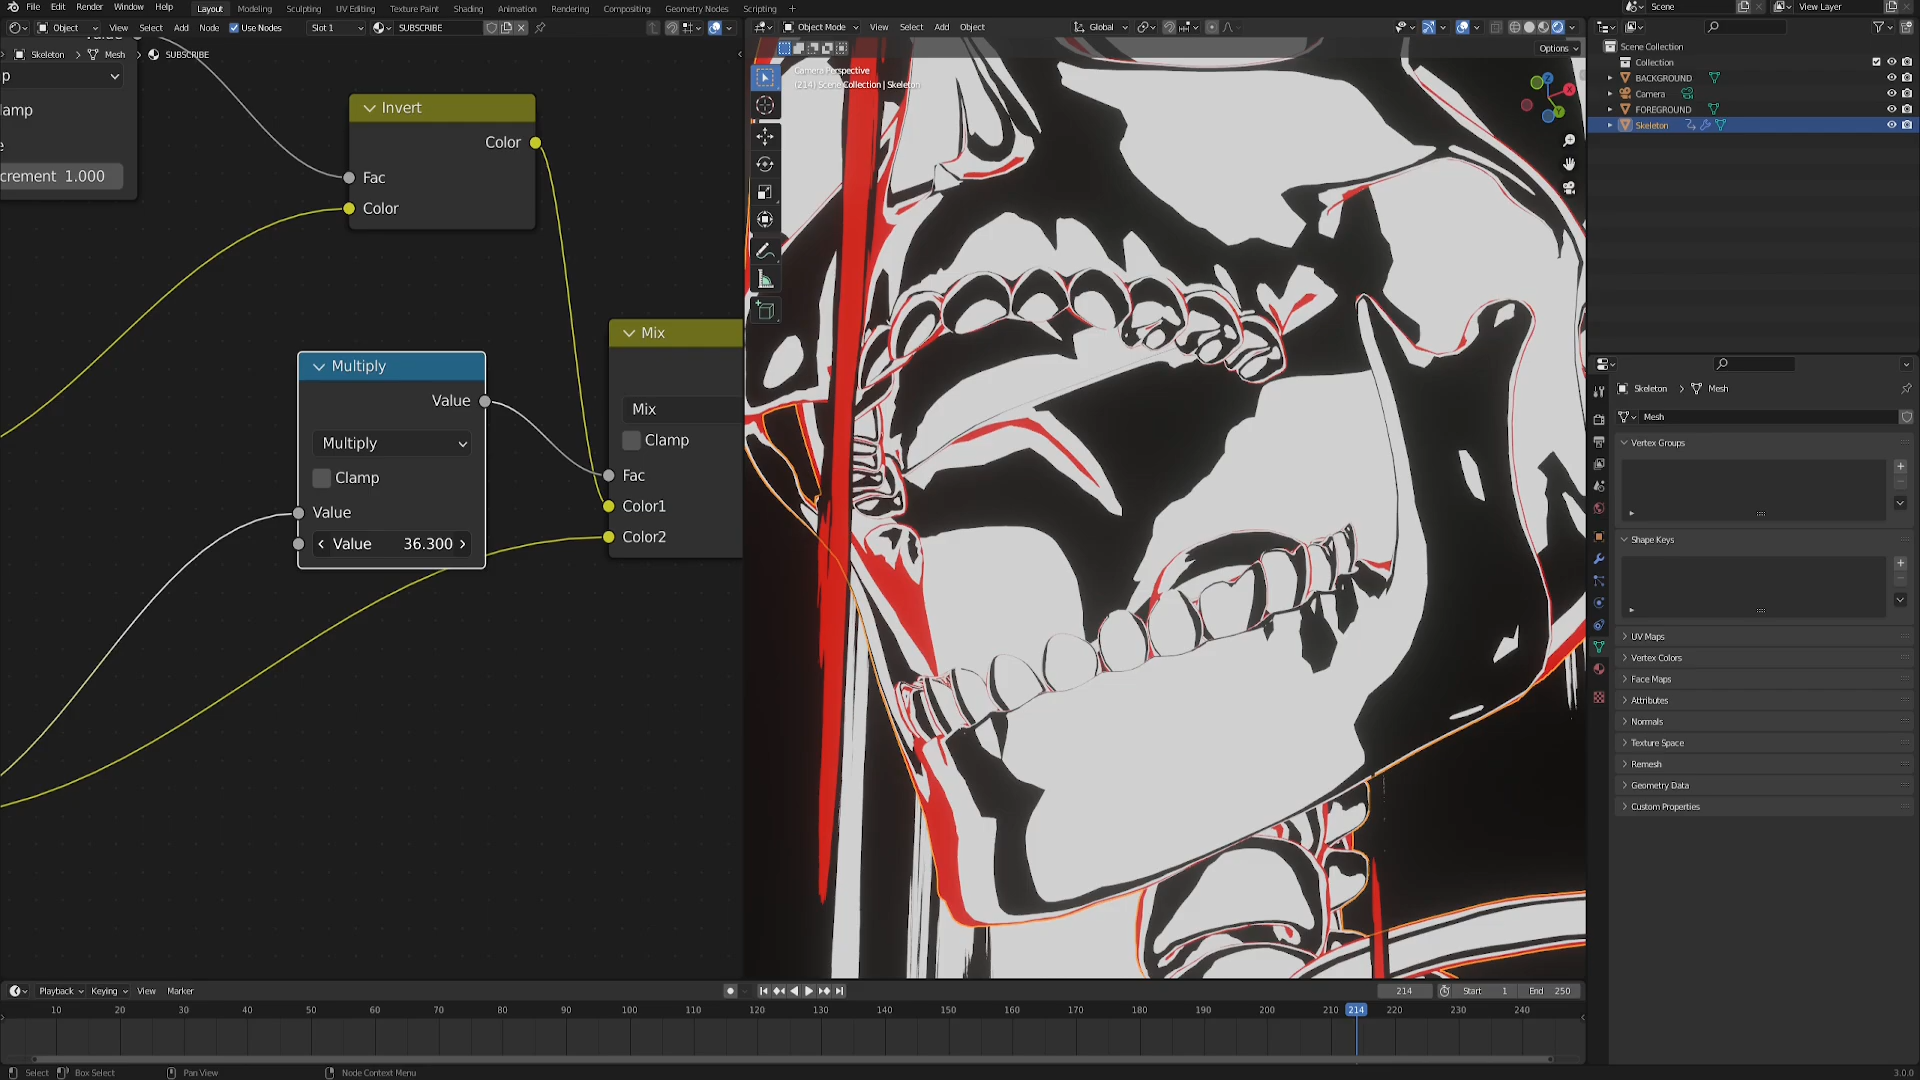 File Edit Render Window Help Layout Modeling Sculpting UV Editing Texture Paint Shading Animation Rendering Compositing Geometry Nodes Scripting + Scene View Layer
Object View Select Add Node Use Nodes Slot 1 SUBSCRIBE Object Mode View Select Add Object Global
Options
Skeleton > Mesh > SUBSCRIBE
Camera Perspective
(214) Scene Collection | Skeleton
Scene Collection
Collection
BACKGROUND
Camera
FOREGROUND
Skeleton
crement 1.000
Invert
Color
Fac
Color
Multiply
Value
Multiply
Clamp
Value
Value 36.300
Mix
Mix
Clamp
Fac
Color1
Color2
Skeleton > Mesh
Mesh
Vertex Groups
Shape Keys
UV Maps
Vertex Colors
Face Maps
Attributes
Normals
Texture Space
Remesh
Geometry Data
Custom Properties
Playback Keying View Marker 214 Start 1 End 250
10 20 30 40 50 60 70 80 90 100 110 120 130 140 150 160 170 180 190 200 210 214 220 230 240
Select Box Select Pan View Node Context Menu 3.0.0